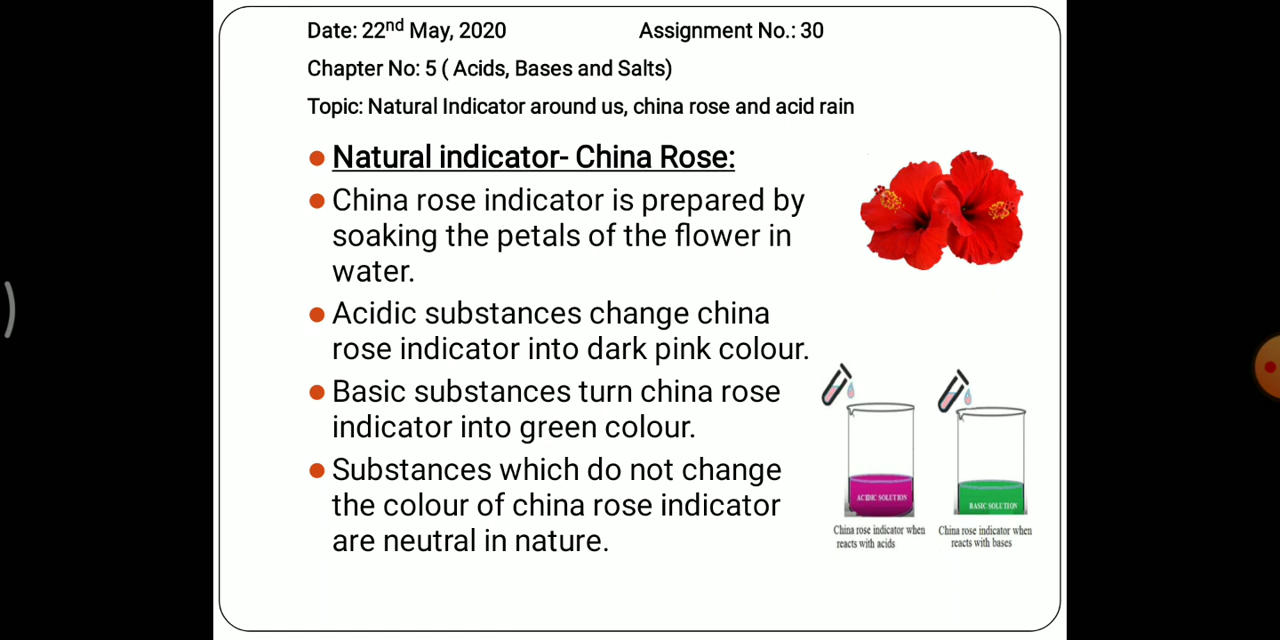 Date: 22nd May, 2020 Assignment No.: 30
Chapter No: 5 ( Acids, Bases and Salts)
Topic: Natural Indicator around us, china rose and acid rain
Natural indicator- China Rose:
China rose indicator is prepared by
soaking the petals of the flower in
water.
Acidic substances change china
rose indicator into dark pink colour.
Basic substances turn china rose
indicator into green colour.
Substances which do not change
the colour of china rose indicator
are neutral in nature.
ACIDIC SOLUTION
China rose indicator when
reacts with acids
BASIC SOLUTION
China rose indicator when
reacts with bases